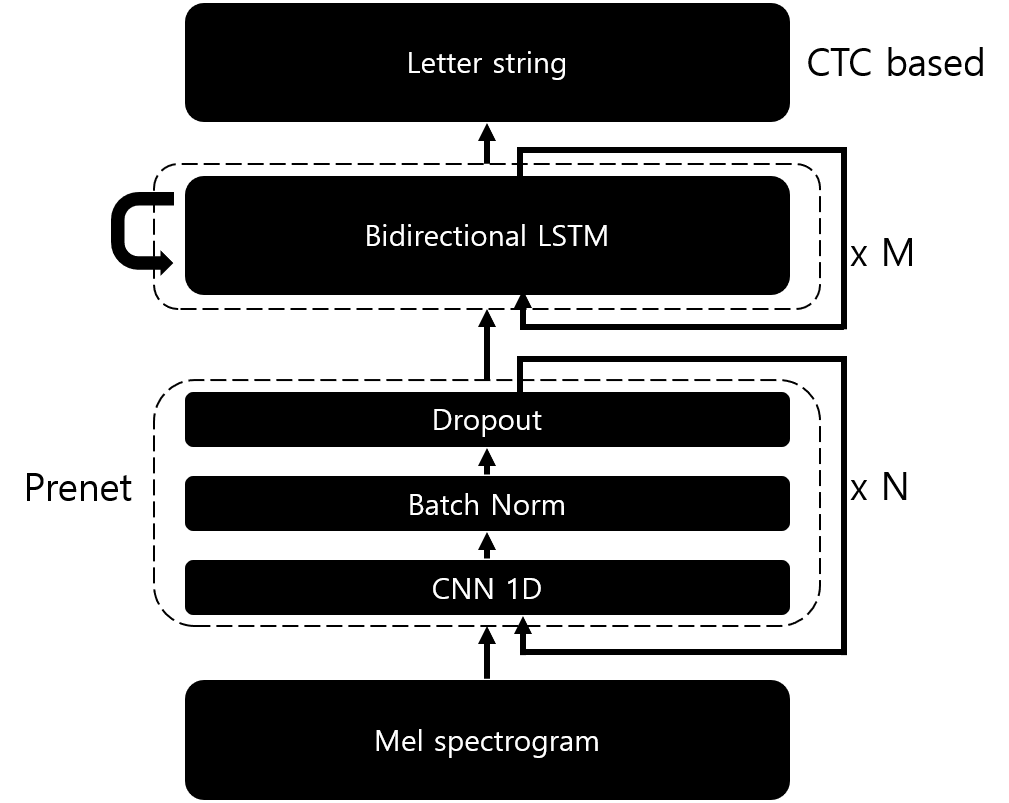 Letter string
CTC based
Bidirectional LSTM
x M
Dropout
Prenet
Batch Norm
x N
CNN 1D
Mel spectrogram